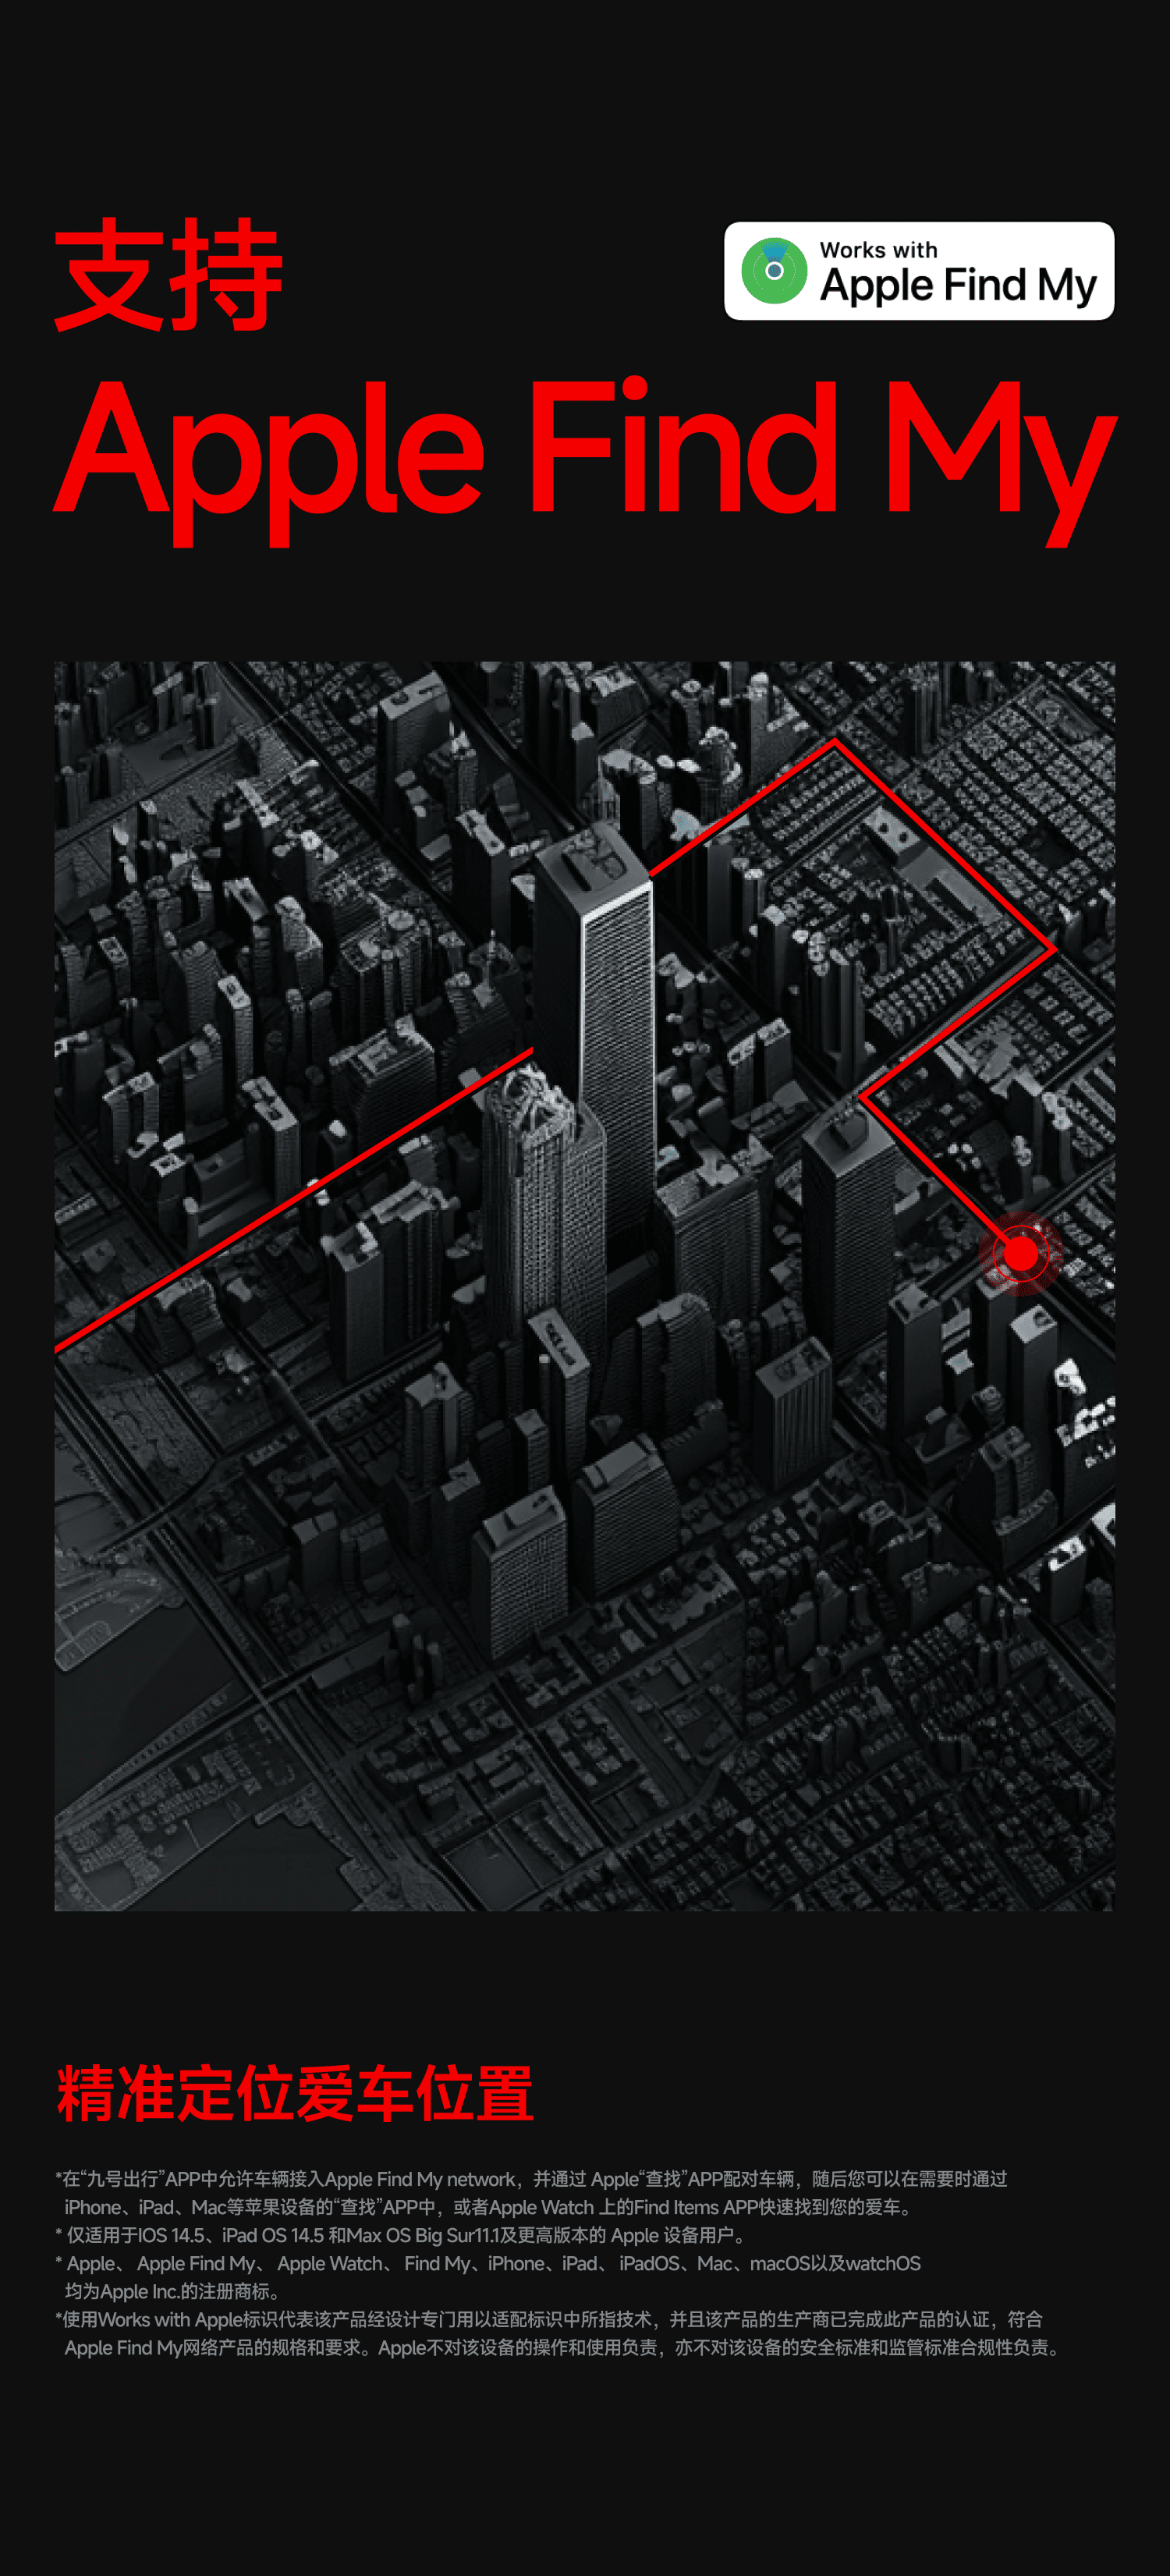 支持
Works with
Apple Find My
Apple Find My
精准定位爱车位置
*在“九号出行”APP中允许车辆接入Apple Find My network，并通过 Apple“查找”APP配对车辆，随后您可以在需要时通过
iPhone、iPad、Mac等苹果设备的“查找”APP中，或者Apple Watch 上的Find Items APP快速找到您的爱车。
* 仅适用于IOS 14.5、iPad OS 14.5 和Max OS Big Sur11.1及更高版本的 Apple 设备用户。
* Apple、 Apple Find My、 Apple Watch、 Find My、iPhone、iPad、 iPadOS、Mac、macOS以及watchOS
均为Apple Inc.的注册商标。
*使用Works with Apple标识代表该产品经设计专门用以适配标识中所指技术，并且该产品的生产商已完成此产品的认证，符合
Apple Find My网络产品的规格和要求。Apple不对该设备的操作和使用负责，亦不对该设备的安全标准和监管标准合规性负责。